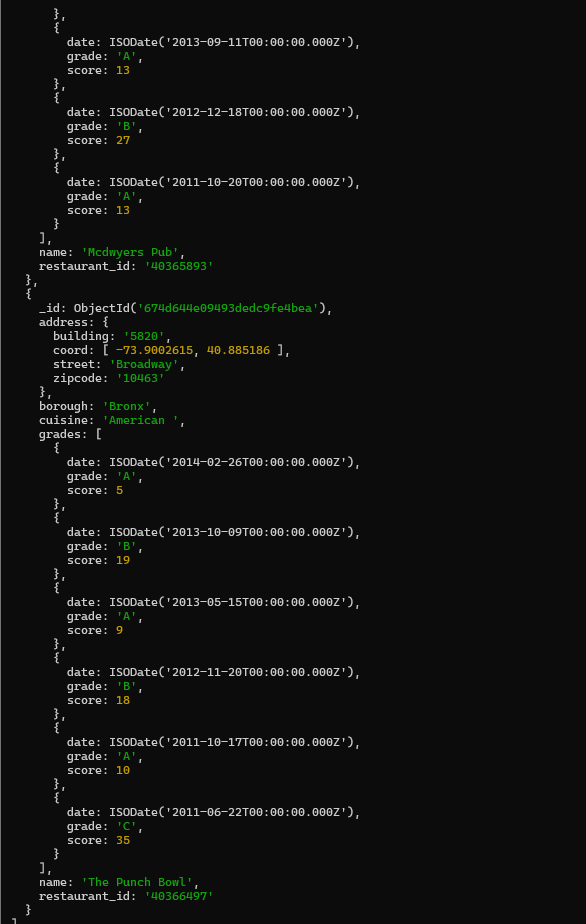 },
{
date: ISODate('2013-09-11T00:00:00.000Z'),
grade: 'A',
score: 13
},
{
date: ISODate('2012-12-18T00:00:00.000Z'),
grade: 'B',
score: 27
},
{
date: ISODate('2011-10-20T00:00:00.000Z'),
grade: 'A',
score: 13
}
],
name: 'Mcdwyers Pub',
restaurant_id: '40365893'
},
{
_id: ObjectId('674d644e09493dedc9fe4bea'),
address: {
building: '5820',
coord: [ -73.9002615, 40.885186 ],
street: 'Broadway',
zipcode: '10463'
},
borough: 'Bronx',
cuisine: 'American ',
grades: [
{
date: ISODate('2014-02-26T00:00:00.000Z'),
grade: 'A',
score: 5
},
{
date: ISODate('2013-10-09T00:00:00.000Z'),
grade: 'B',
score: 19
},
{
date: ISODate('2013-05-15T00:00:00.000Z'),
grade: 'A',
score: 9
},
{
date: ISODate('2012-11-20T00:00:00.000Z'),
grade: 'B',
score: 18
},
{
date: ISODate('2011-10-17T00:00:00.000Z'),
grade: 'A',
score: 10
},
{
date: ISODate('2011-06-22T00:00:00.000Z'),
grade: 'C',
score: 35
}
],
name: 'The Punch Bowl',
restaurant_id: '40366497'
}
]